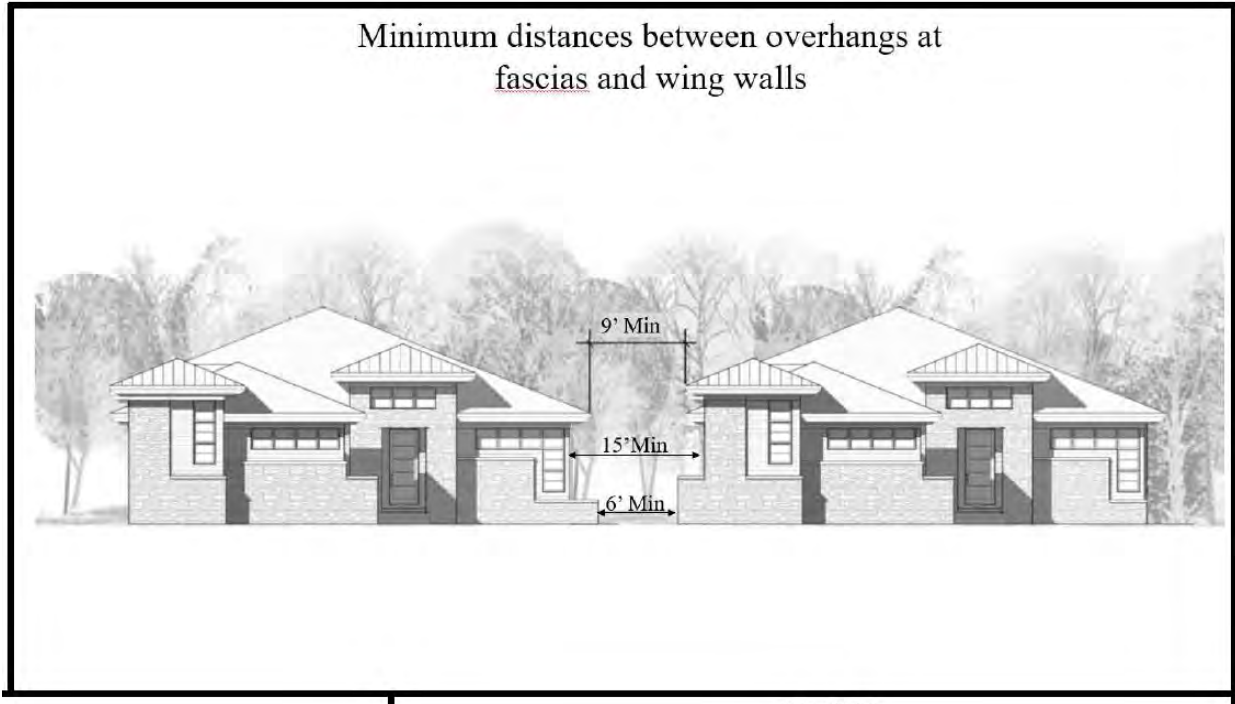 Minimum distances between overhangs at
fascias and wing walls
9’ Min
15’Min
6’ Min